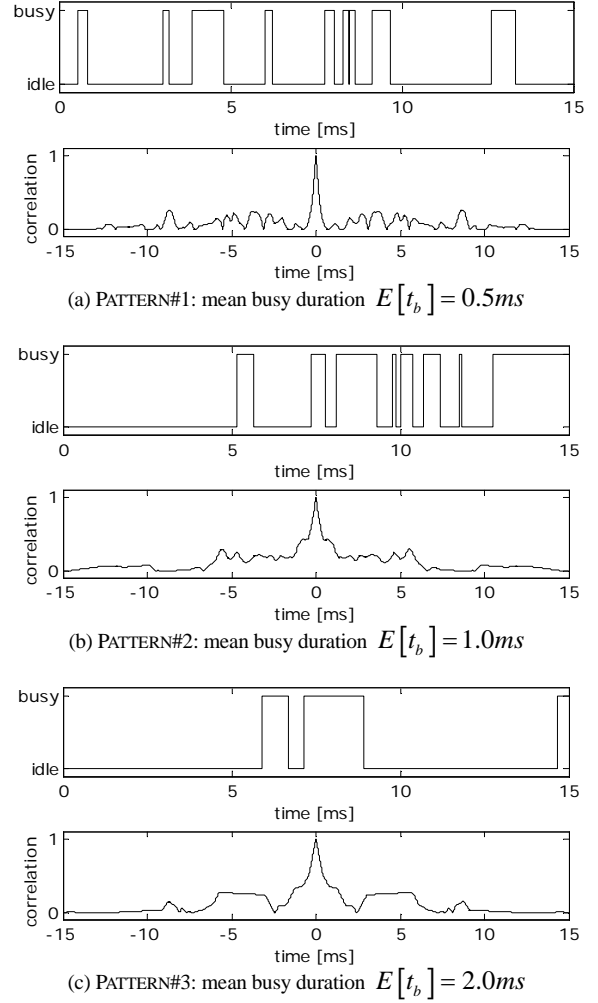 busy
idle
0 5 10 15
time [ms]
1
correlation
0
-15 -10 -5 0 5 10 15
time [ms]
(a) PATTERN#1: mean busy duration E[t_b] = 0.5ms
busy
idle
0 5 10 15
time [ms]
1
correlation
0
-15 -10 -5 0 5 10 15
time [ms]
(b) PATTERN#2: mean busy duration E[t_b] = 1.0ms
busy
idle
0 5 10 15
time [ms]
1
correlation
0
-15 -10 -5 0 5 10 15
time [ms]
(c) PATTERN#3: mean busy duration E[t_b] = 2.0ms